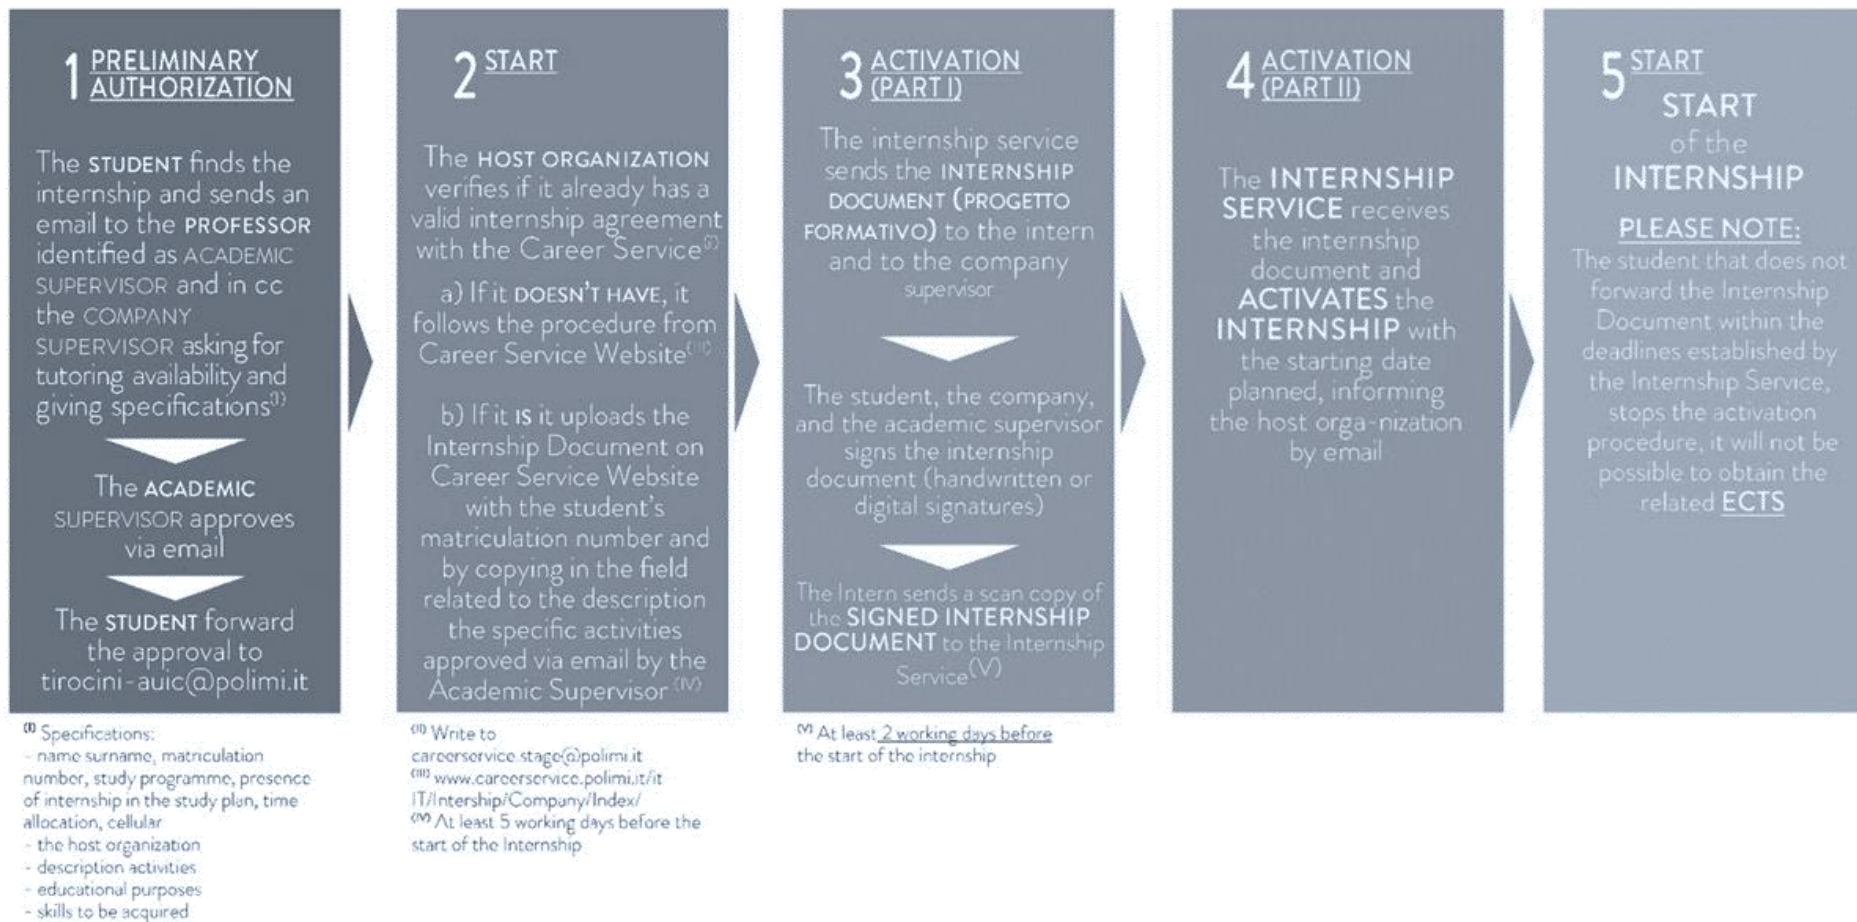 1 PRELIMINARY
AUTHORIZATION
The STUDENT finds the
internship and sends an
email to the PROFESSOR
identified as ACADEMIC
SUPERVISOR and in cc
the COMPANY
SUPERVISOR asking for
tutoring availability and
giving specifications(I)
The ACADEMIC
SUPERVISOR approves
via email
The STUDENT forward
the approval to
tirocini-auic@polimi.it
(I) Specifications:
- name surname, matriculation
number, study programme, presence
of internship in the study plan, time
allocation, cellular
- the host organization
- description activities
- educational purposes
- skills to be acquired
2 START
The HOST ORGANIZATION
verifies if it already has a
valid internship agreement
with the Career Service(II)
a) If it DOESN'T HAVE, it
follows the procedure from
Career Service Website(III)
b) If it IS it uploads the
Internship Document on
Career Service Website
with the student's
matriculation number and
by copying in the field
related to the description
the specific activities
approved via email by the
Academic Supervisor (IV)
(II) Write to
careerservice.stage@polimi.it
(III) www.careerservice.polimi.it/it
IT/Intership/Company/Index/
(IV) At least 5 working days before the
start of the Internship
3 ACTIVATION
(PART I)
The internship service
sends the INTERNSHIP
DOCUMENT (PROGETTO
FORMATIVO) to the intern
and to the company
supervisor
The student, the company,
and the academic supervisor
signs the internship
document (handwritten or
digital signatures)
The Intern sends a scan copy of
the SIGNED INTERNSHIP
DOCUMENT to the Internship
Service(V)
(V) At least 2 working days before
the start of the internship
4 ACTIVATION
(PART II)
The INTERNSHIP
SERVICE receives
the internship
document and
ACTIVATES the
INTERNSHIP with
the starting date
planned, informing
the host orga-nization
by email
5 START
START
of the
INTERNSHIP
PLEASE NOTE:
The student that does not
forward the Internship
Document within the
deadlines established by
the Internship Service,
stops the activation
procedure, it will not be
possible to obtain the
related ECTS